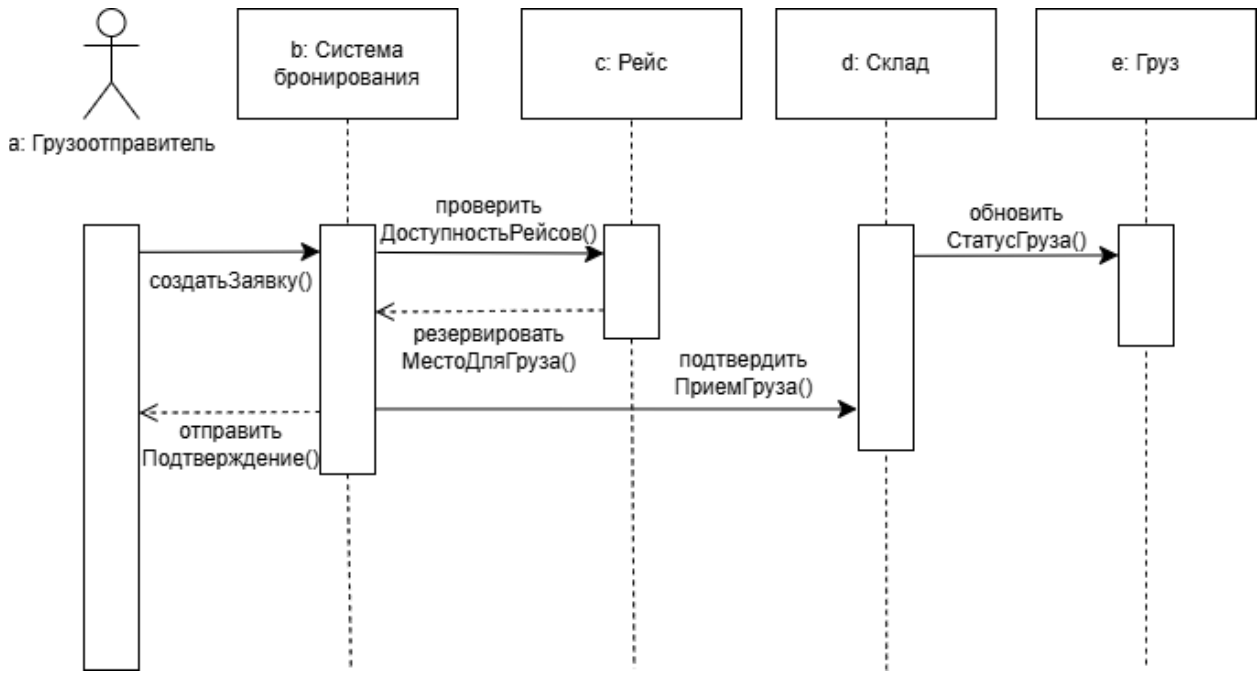 b: Система
бронирования
c: Рейс
d: Склад
e: Груз
а: Грузоотправитель
проверить
ДоступностьРейсов()
обновить
СтатусГруза()
создатьЗаявку()
резервировать
МестоДляГруза()
подтвердить
ПриемГруза()
отправить
Подтверждение()